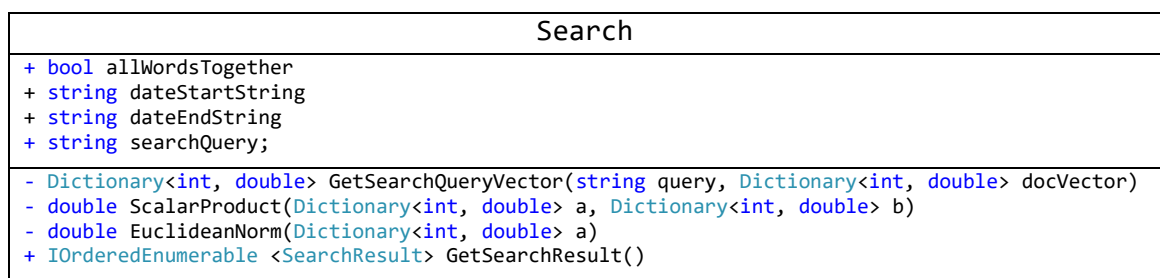 Search
+ bool allWordsTogether
+ string dateStartString
+ string dateEndString
+ string searchQuery;
- Dictionary<int, double> GetSearchQueryVector(string query, Dictionary<int, double> docVector)
- double ScalarProduct(Dictionary<int, double> a, Dictionary<int, double> b)
- double EuclideanNorm(Dictionary<int, double> a)
+ IOrderedEnumerable <SearchResult> GetSearchResult()